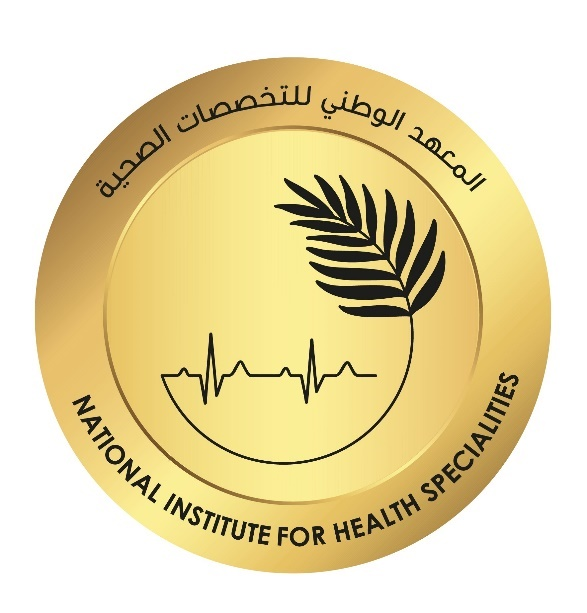 المعهد الوطني للتخصصات الصحية
NATIONAL INSTITUTE FOR HEALTH SPECIALITIES